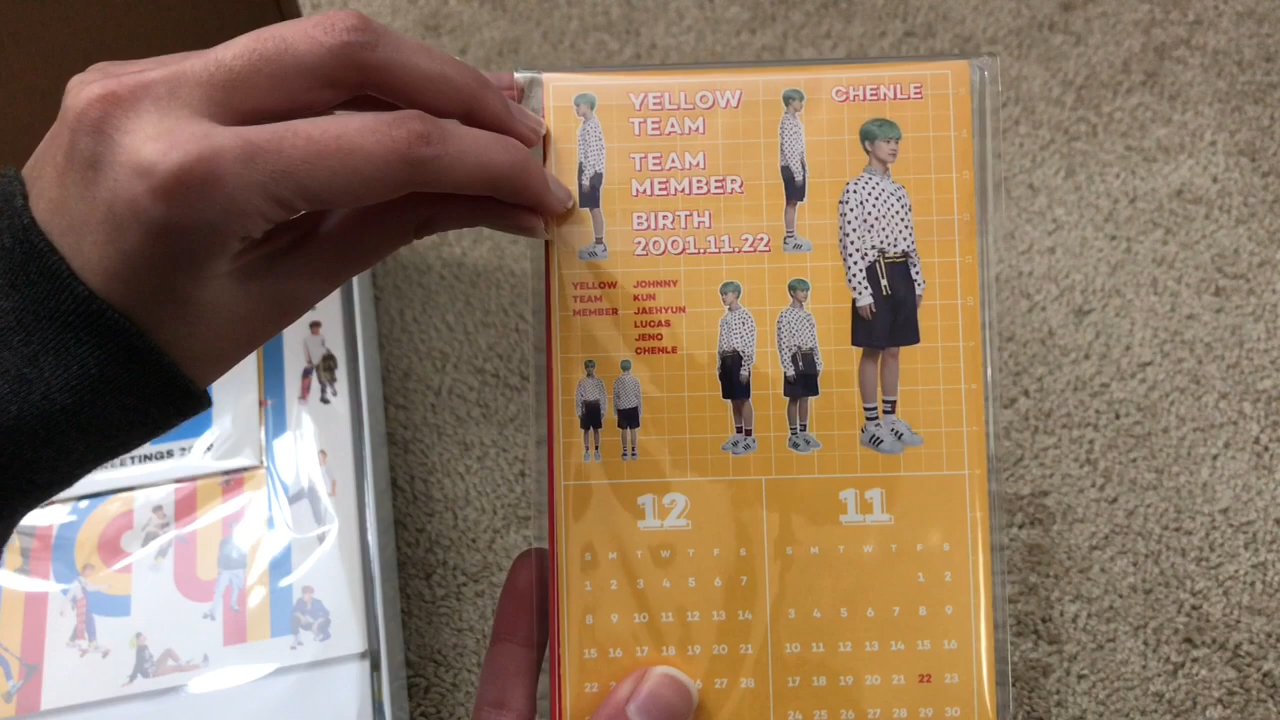 YELLOW
TEAM
TEAM
MEMBER
BIRTH
2001.11.22
CHENLE
YELLOW
TEAM
MEMBER
JOHNNY
KUN
JAEHYUN
LUCAS
JENO
CHENLE
12
S M T W T F S
1 2 3 4 5 6 7
8 9 10 11 12 13 14
15 16 17 18 19 20 21
22 27 28
11
S M T W T F S
1 2
3 4 5 6 7 8 9
10 11 12 13 14 15 16
17 18 19 20 21 22 23
24 25 26 27 28 29 30